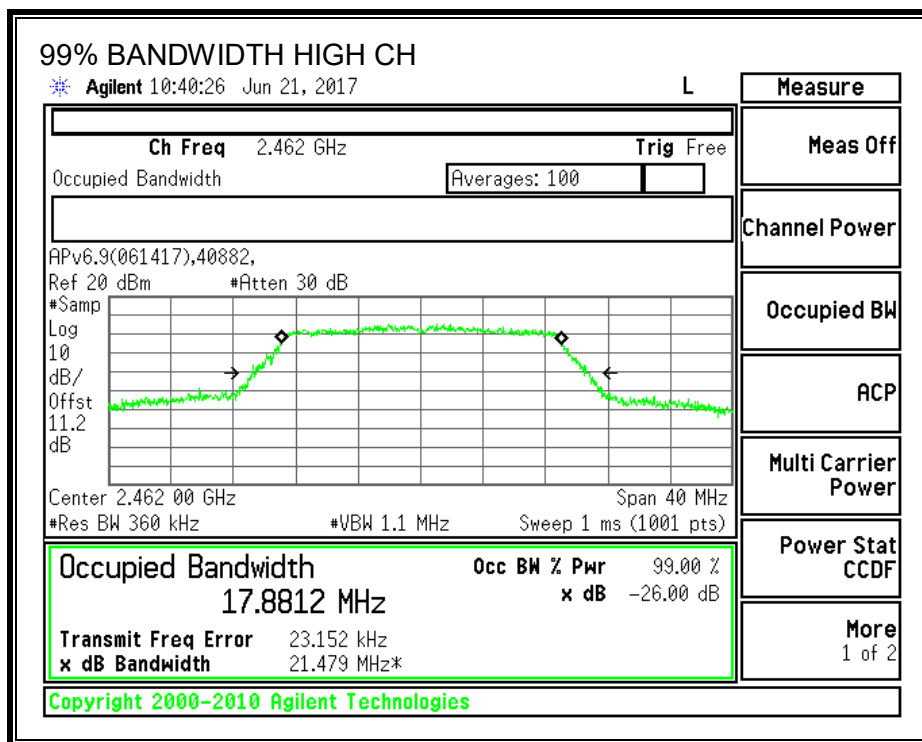 99% BANDWIDTH HIGH CH
Agilent 10:40:26 Jun 21, 2017 L
Measure
Ch Freq 2.462 GHz Trig Free
Meas Off
Occupied Bandwidth Averages: 100
Channel Power
APv6.9(061417),40882,
Ref 20 dBm #Atten 30 dB
#Samp
Log
10
dB/
Offst
11.2
dB
Occupied BW
ACP
Multi Carrier
Power
Center 2.462 00 GHz Span 40 MHz
#Res BW 360 kHz #VBW 1.1 MHz Sweep 1 ms (1001 pts)
Power Stat
CCDF
Occupied Bandwidth Occ BW % Pwr 99.00 %
17.8812 MHz x dB -26.00 dB
Transmit Freq Error 23.152 kHz
x dB Bandwidth 21.479 MHz*
More
1 of 2
Copyright 2000-2010 Agilent Technologies